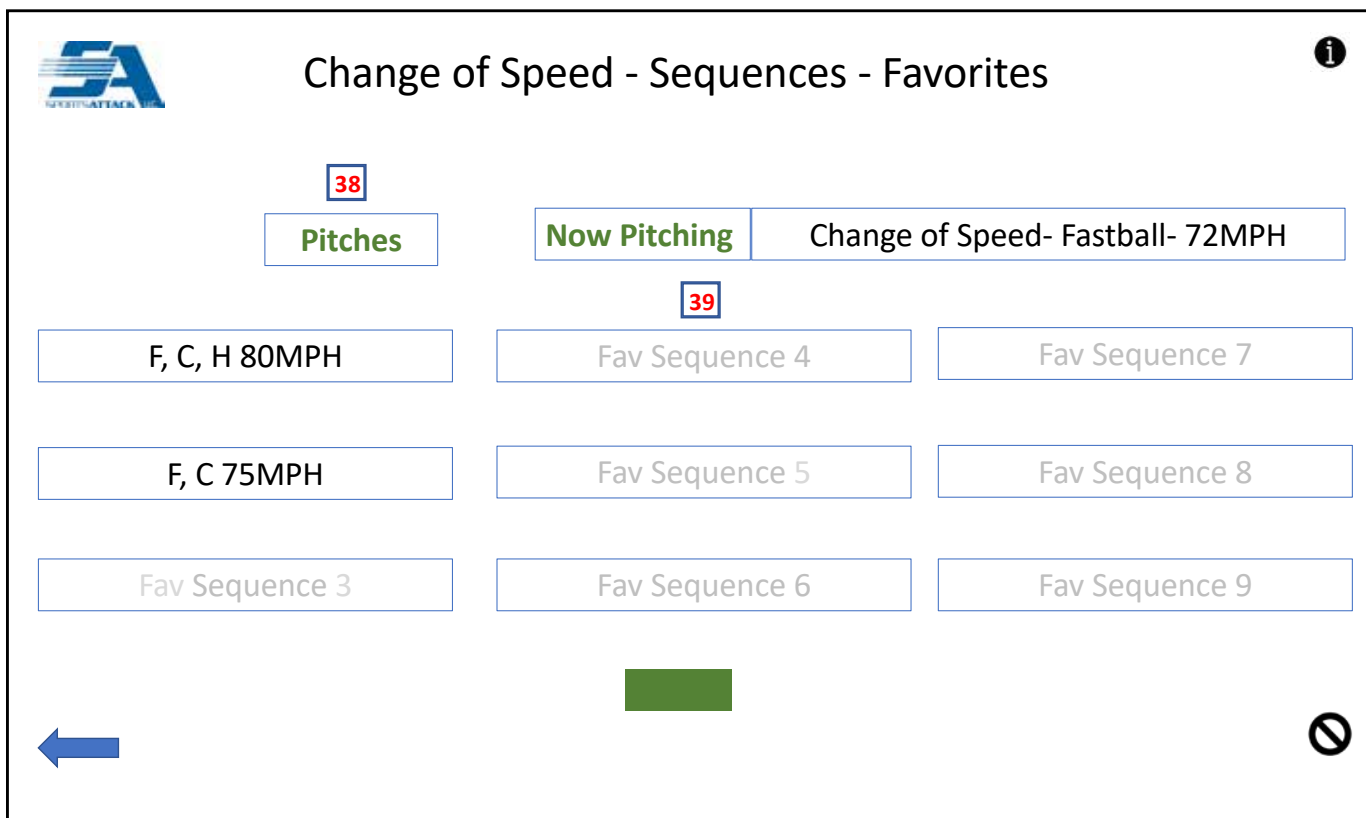 SPORTS ATTACK
Change of Speed - Sequences - Favorites
38
Pitches
Now Pitching
Change of Speed- Fastball- 72MPH
39
F, C, H 80MPH
Fav Sequence 4
Fav Sequence 7
F, C 75MPH
Fav Sequence 5
Fav Sequence 8
Fav Sequence 3
Fav Sequence 6
Fav Sequence 9